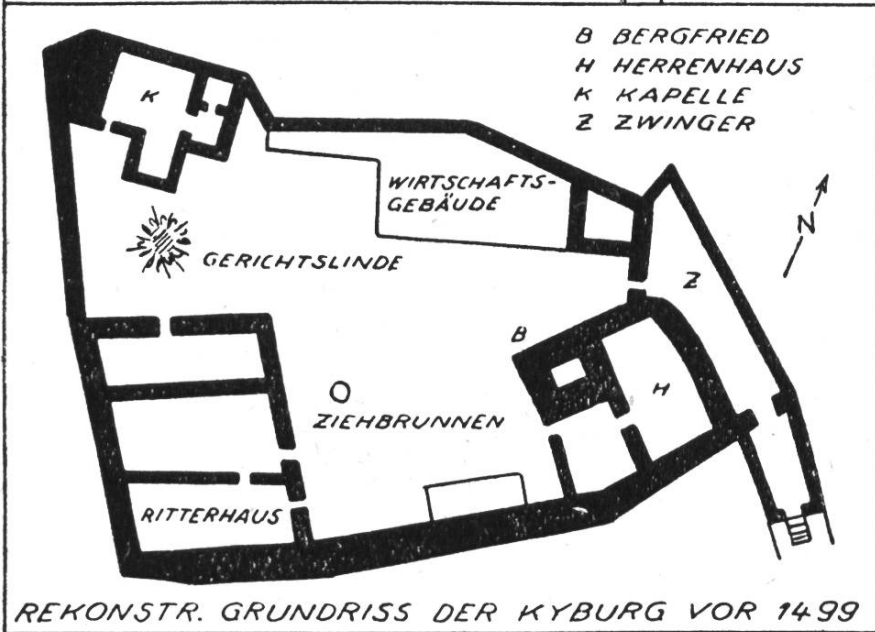 B BERGFRIED
H HERRENHAUS
K KAPELLE
Z ZWINGER
K
WIRTSCHAFTS-
GEBÄUDE
N
GERICHTSLINDE
Z
B
H
ZIEHBRUNNEN
RITTERHAUS
REKONSTR. GRUNDRISS DER KYBURG VOR 1499